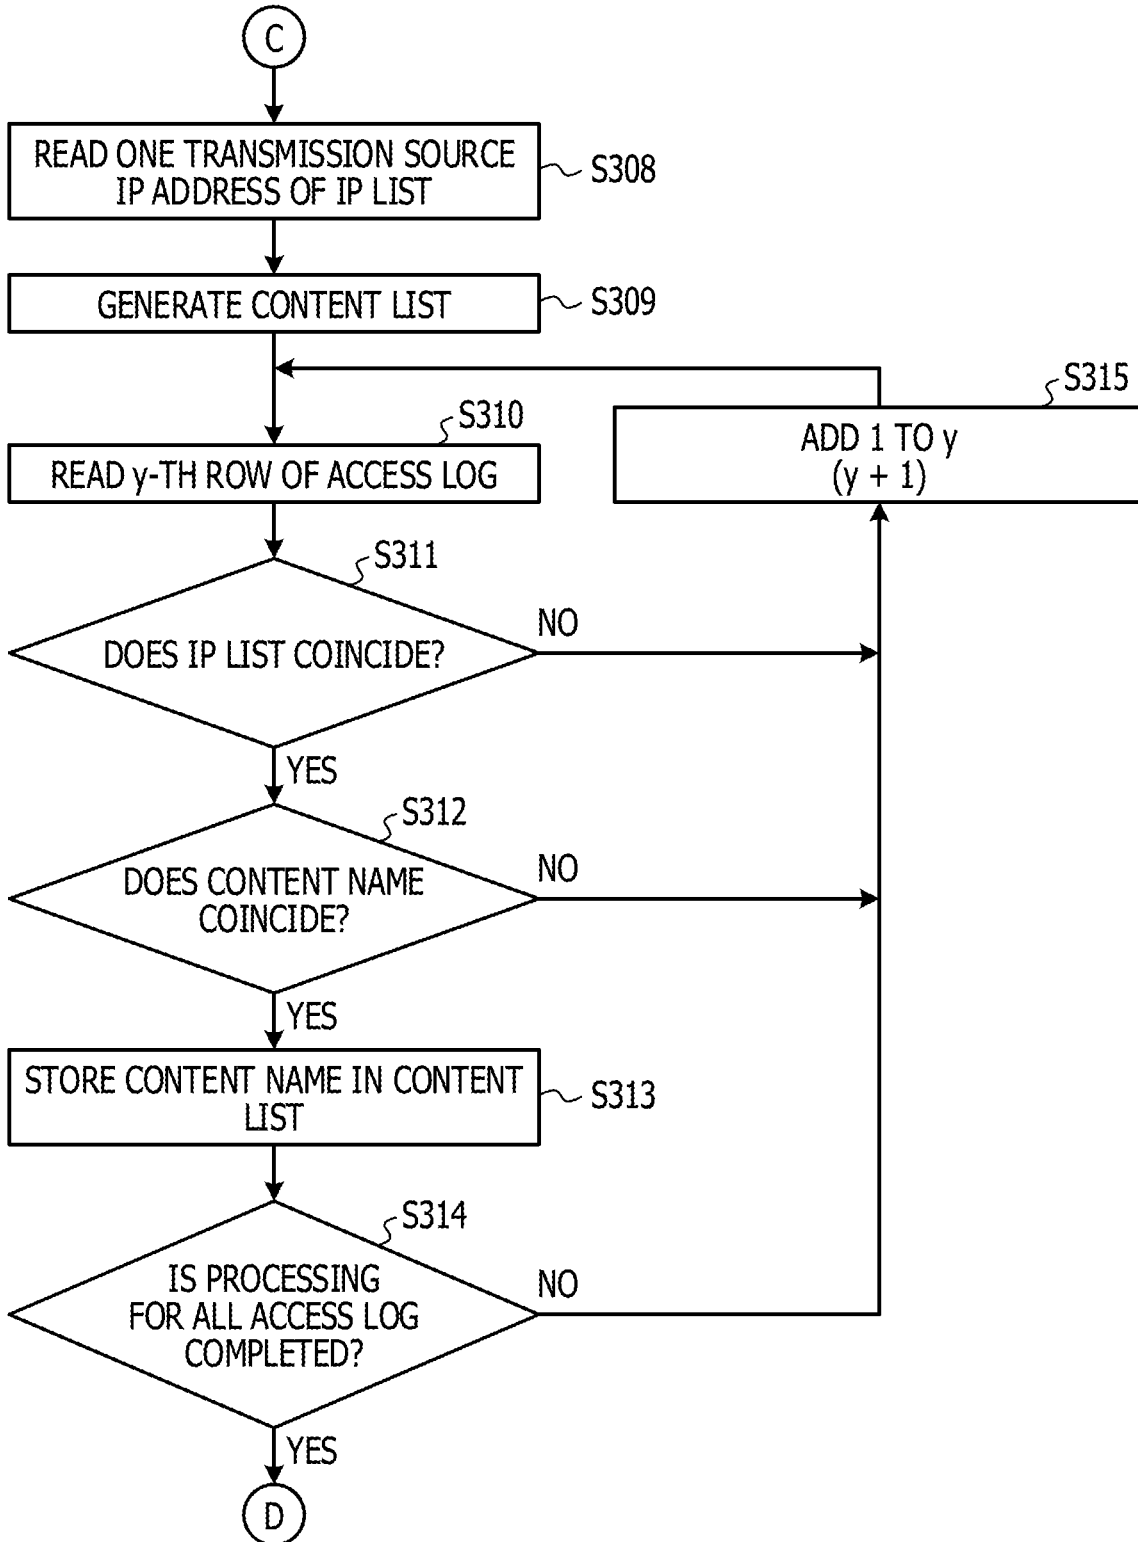 C
READ ONE TRANSMISSION SOURCE
IP ADDRESS OF IP LIST
S308
GENERATE CONTENT LIST
S309
S315
ADD 1 TO y
(y + 1)
S310
READ y-TH ROW OF ACCESS LOG
S311
DOES IP LIST COINCIDE?
NO
YES
S312
DOES CONTENT NAME
COINCIDE?
NO
YES
STORE CONTENT NAME IN CONTENT
LIST
S313
S314
IS PROCESSING
FOR ALL ACCESS LOG
COMPLETED?
NO
YES
D